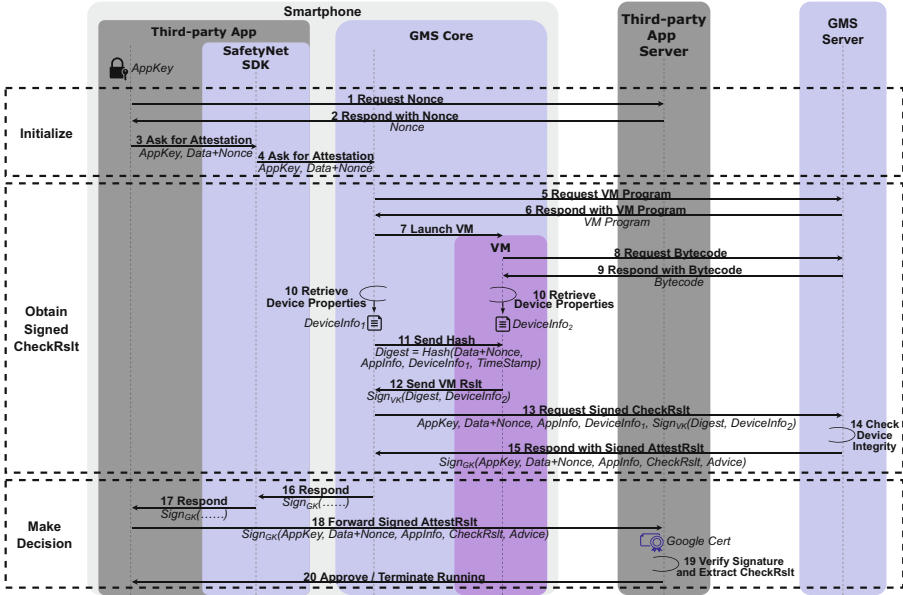 Smartphone
Third-party App
SafetyNet
SDK
GMS Core
Third-party
App
Server
GMS
Server
AppKey
Initialize
1 Request Nonce
2 Respond with Nonce
Nonce
3 Ask for Attestation
AppKey, Data+Nonce
4 Ask for Attestation
AppKey, Data+Nonce
Obtain
Signed
CheckRslt
5 Request VM Program
6 Respond with VM Program
VM Program
7 Launch VM
VM
8 Request Bytecode
9 Respond with Bytecode
Bytecode
10 Retrieve
Device Properties
DeviceInfo₁
10 Retrieve
Device Properties
DeviceInfo₂
11 Send Hash
Digest = Hash(Data+Nonce,
AppInfo, DeviceInfo₁, TimeStamp)
12 Send VM Rslt
Sign_VK(Digest, DeviceInfo₂)
13 Request Signed CheckRslt
AppKey, Data+Nonce, AppInfo, DeviceInfo₁, Sign_VK(Digest, DeviceInfo₂)
14 Check
Device
Integrity
15 Respond with Signed AttestRslt
Sign_GK(AppKey, Data+Nonce, AppInfo, CheckRslt, Advice)
Make
Decision
16 Respond
Sign_GK(......)
17 Respond
Sign_GK(......)
18 Forward Signed AttestRslt
Sign_GK(AppKey, Data+Nonce, AppInfo, CheckRslt, Advice)
Google Cert
19 Verify Signature
and Extract CheckRslt
20 Approve / Terminate Running